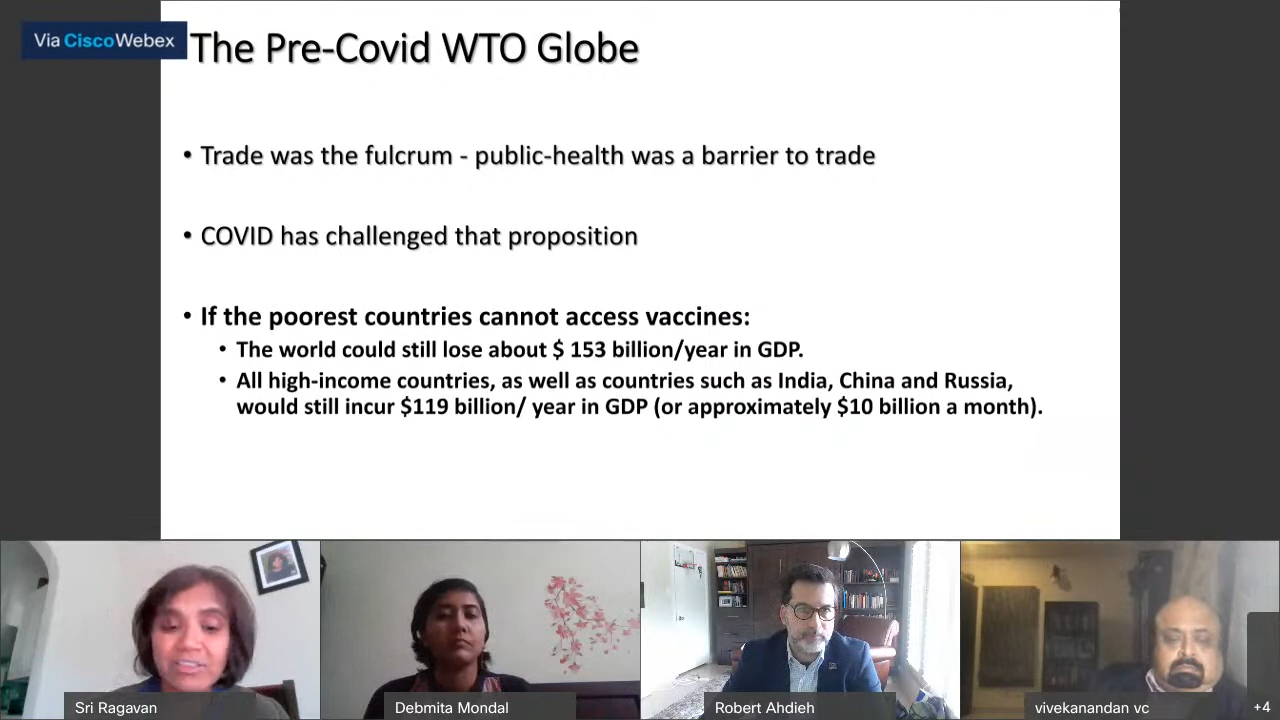 Via Cisco Webex
The Pre-Covid WTO Globe
• Trade was the fulcrum - public-health was a barrier to trade
• COVID has challenged that proposition
• If the poorest countries cannot access vaccines:
• The world could still lose about $ 153 billion/year in GDP.
• All high-income countries, as well as countries such as India, China and Russia,
would still incur $119 billion/ year in GDP (or approximately $10 billion a month).
Sri Ragavan
Debmita Mondal
Robert Ahdieh
vivekanandan vc
+4